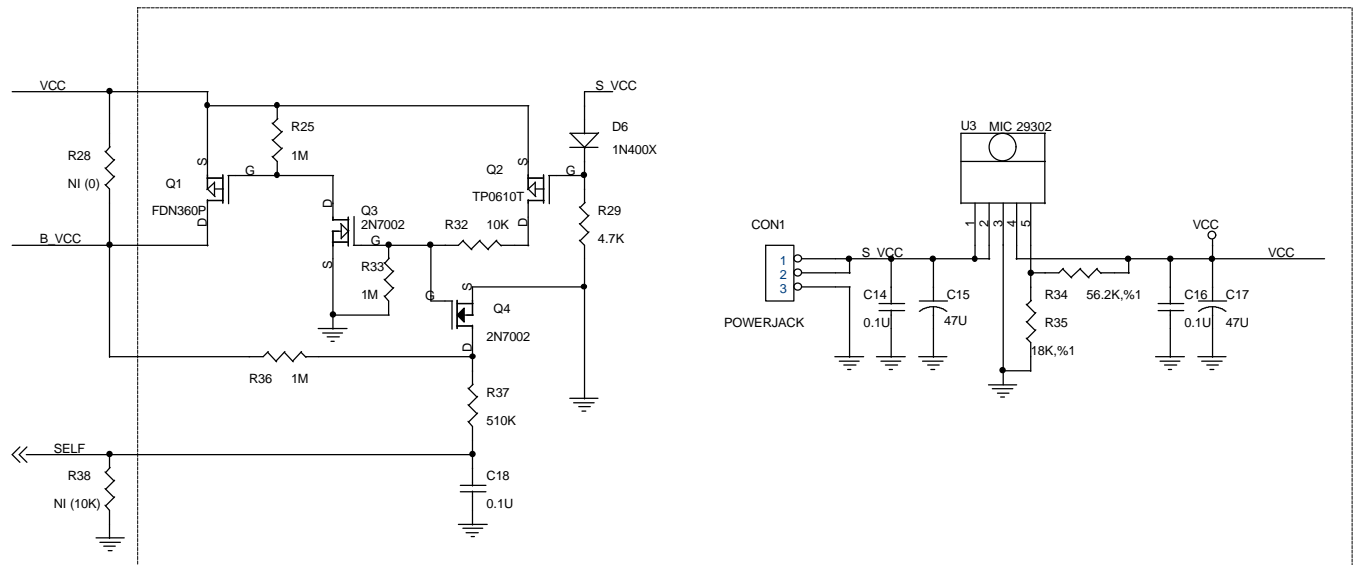 VCC
R28
NI (0)
B_VCC
Q1
FDN360P
S
G
D
R25
1M
Q3
2N7002
D
G
S
R33
1M
R32
10K
Q2
TP0610T
S
G
D
S_VCC
D6
1N400X
R29
4.7K
S
G
D
Q4
2N7002
R36
1M
R37
510K
SELF
R38
NI (10K)
C18
0.1U
CON1
1
2
3
POWERJACK
S_VCC
C14
0.1U
C15
47U
U3
MIC 29302
1
2
3
4
5
R34
56.2K,%1
R35
18K,%1
VCC
VCC
C16
0.1U
C17
47U